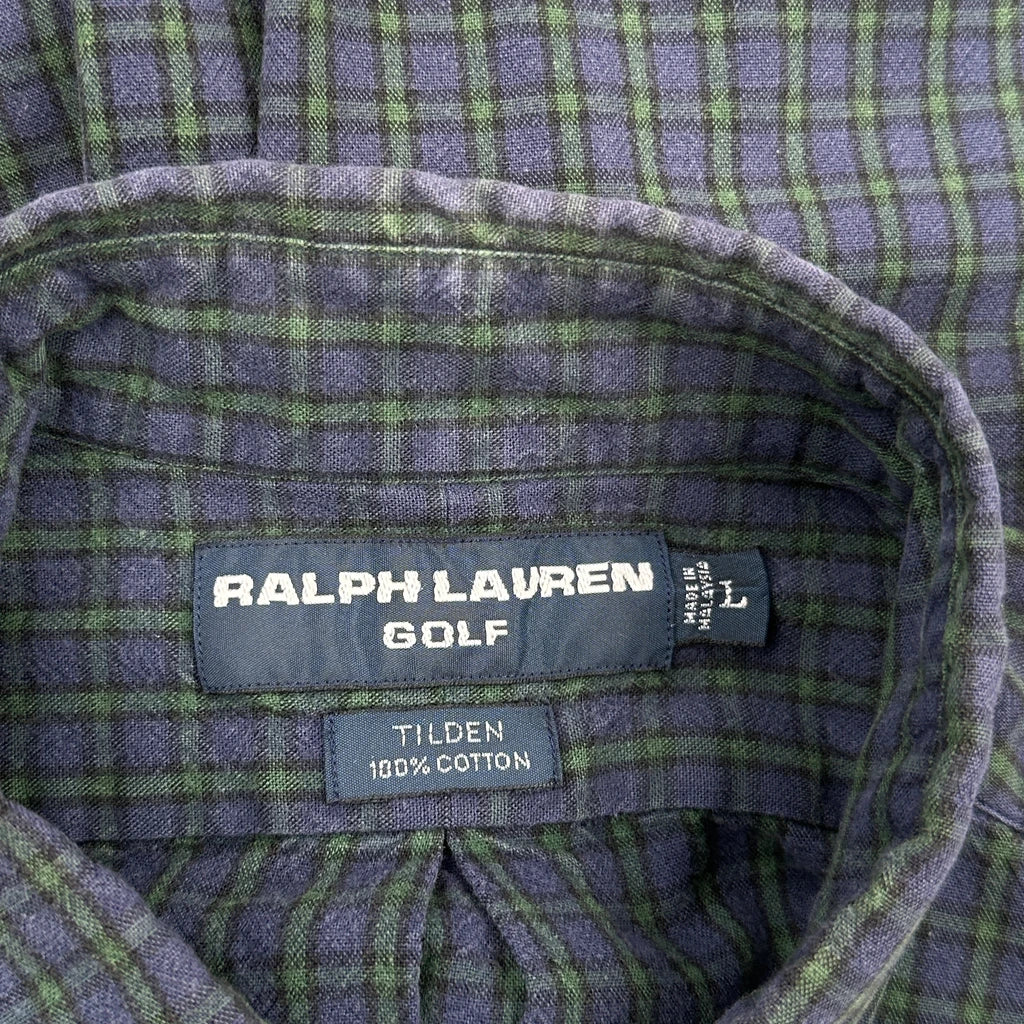 RALPH LAUREN
GOLF
MADE IN
MALAYSIA
L
TILDEN
100% COTTON